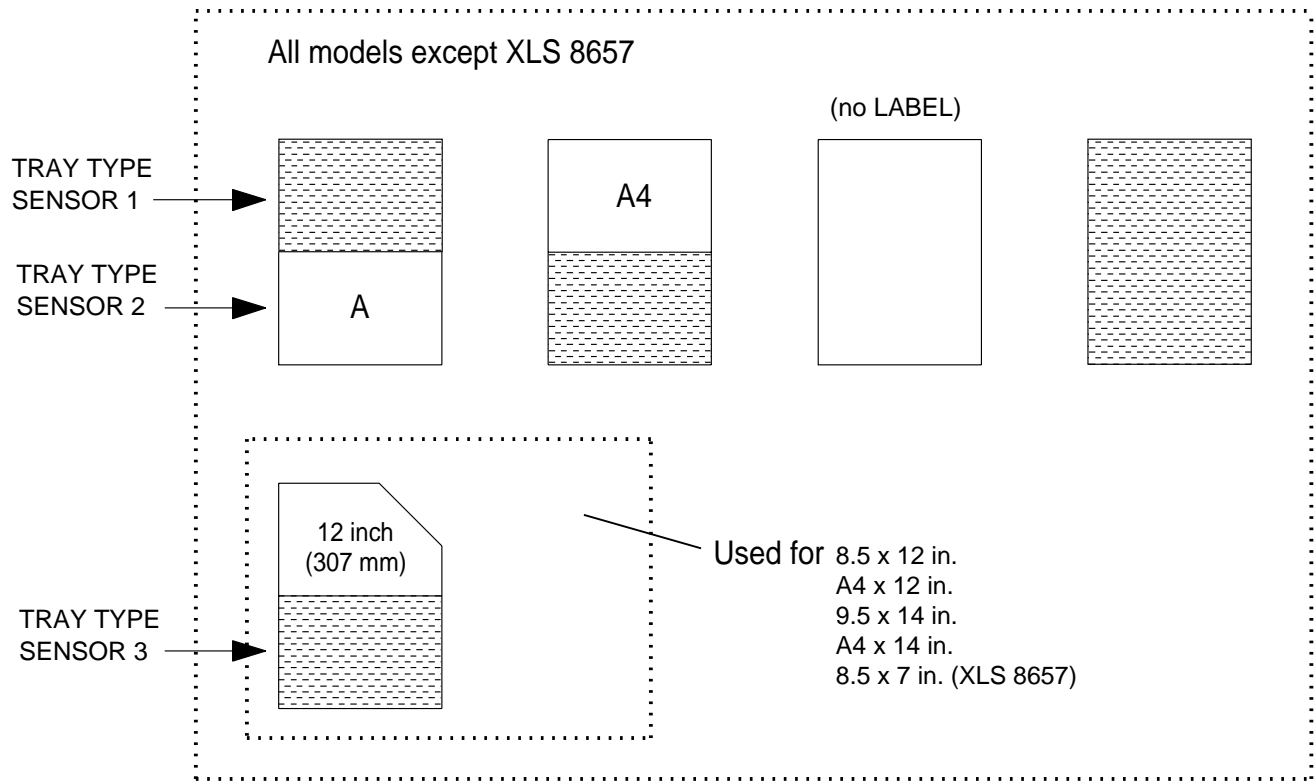 All models except XLS 8657
(no LABEL)
TRAY TYPE
SENSOR 1
A4
TRAY TYPE
SENSOR 2
A
12 inch
(307 mm)
Used for 8.5 x 12 in.
A4 x 12 in.
9.5 x 14 in.
A4 x 14 in.
8.5 x 7 in. (XLS 8657)
TRAY TYPE
SENSOR 3